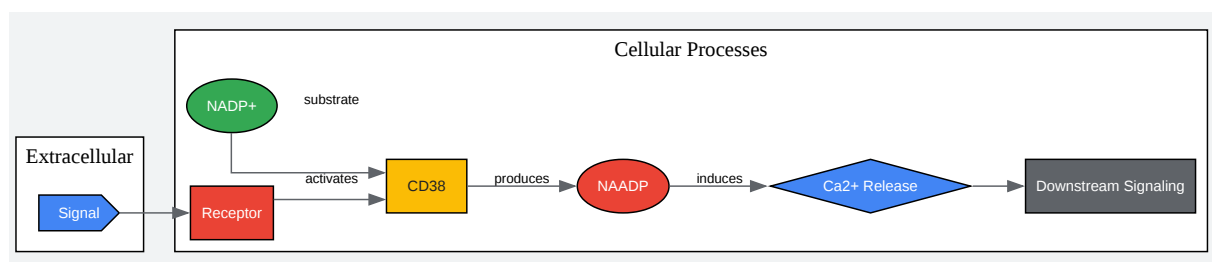 Cellular Processes
NADP+
substrate
Extracellular
Signal
Receptor
activates
CD38
produces
NAADP
induces
Ca2+ Release
Downstream Signaling